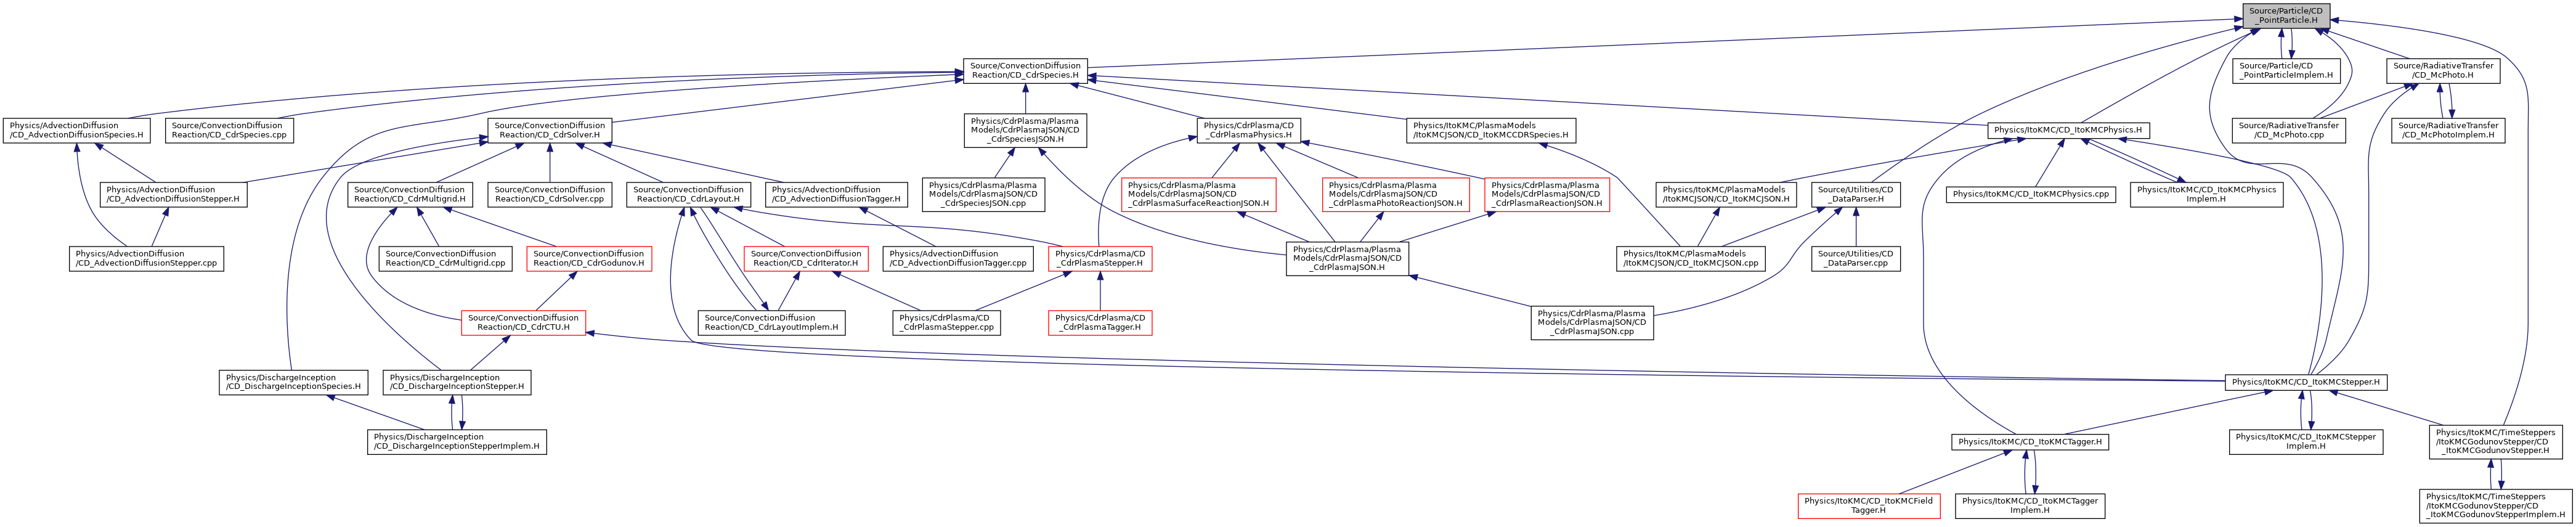 Source/Particle/CD
_PointParticle.H
Source/ConvectionDiffusion
Reaction/CD_CdrSpecies.H
Source/Particle/CD
_PointParticleImplem.H
Source/RadiativeTransfer
/CD_McPhoto.H
Physics/AdvectionDiffusion
/CD_AdvectionDiffusionSpecies.H
Source/ConvectionDiffusion
Reaction/CD_CdrSpecies.cpp
Source/ConvectionDiffusion
Reaction/CD_CdrSolver.H
Physics/CdrPlasma/Plasma
Models/CdrPlasmaJSON/CD
_CdrSpeciesJSON.H
Physics/CdrPlasma/CD
_CdrPlasmaPhysics.H
Physics/ItoKMC/PlasmaModels
/ItoKMCJSON/CD_ItoKMCCDRSpecies.H
Physics/ItoKMC/CD_ItoKMCPhysics.H
Source/RadiativeTransfer
/CD_McPhoto.cpp
Source/RadiativeTransfer
/CD_McPhotoImplem.H
Physics/AdvectionDiffusion
/CD_AdvectionDiffusionStepper.H
Source/ConvectionDiffusion
Reaction/CD_CdrMultigrid.H
Source/ConvectionDiffusion
Reaction/CD_CdrSolver.cpp
Source/ConvectionDiffusion
Reaction/CD_CdrLayout.H
Physics/AdvectionDiffusion
/CD_AdvectionDiffusionTagger.H
Physics/CdrPlasma/Plasma
Models/CdrPlasmaJSON/CD
_CdrSpeciesJSON.cpp
Physics/CdrPlasma/Plasma
Models/CdrPlasmaJSON/CD
_CdrPlasmaSurfaceReactionJSON.H
Physics/CdrPlasma/Plasma
Models/CdrPlasmaJSON/CD
_CdrPlasmaPhotoReactionJSON.H
Physics/CdrPlasma/Plasma
Models/CdrPlasmaJSON/CD
_CdrPlasmaReactionJSON.H
Physics/ItoKMC/PlasmaModels
/ItoKMCJSON/CD_ItoKMCJSON.H
Source/Utilities/CD
_DataParser.H
Physics/ItoKMC/CD_ItoKMCPhysics.cpp
Physics/ItoKMC/CD_ItoKMCPhysics
Implem.H
Physics/AdvectionDiffusion
/CD_AdvectionDiffusionStepper.cpp
Source/ConvectionDiffusion
Reaction/CD_CdrMultigrid.cpp
Source/ConvectionDiffusion
Reaction/CD_CdrGodunov.H
Source/ConvectionDiffusion
Reaction/CD_CdrIterator.H
Physics/AdvectionDiffusion
/CD_AdvectionDiffusionTagger.cpp
Physics/CdrPlasma/CD
_CdrPlasmaStepper.H
Physics/CdrPlasma/Plasma
Models/CdrPlasmaJSON/CD
_CdrPlasmaJSON.H
Physics/ItoKMC/PlasmaModels
/ItoKMCJSON/CD_ItoKMCJSON.cpp
Source/Utilities/CD
_DataParser.cpp
Source/ConvectionDiffusion
Reaction/CD_CdrCTU.H
Source/ConvectionDiffusion
Reaction/CD_CdrLayoutImplem.H
Physics/CdrPlasma/CD
_CdrPlasmaStepper.cpp
Physics/CdrPlasma/CD
_CdrPlasmaTagger.H
Physics/CdrPlasma/Plasma
Models/CdrPlasmaJSON/CD
_CdrPlasmaJSON.cpp
Physics/DischargeInception
/CD_DischargeInceptionSpecies.H
Physics/DischargeInception
/CD_DischargeInceptionStepper.H
Physics/ItoKMC/CD_ItoKMCStepper.H
Physics/DischargeInception
/CD_DischargeInceptionStepperImplem.H
Physics/ItoKMC/CD_ItoKMCTagger.H
Physics/ItoKMC/CD_ItoKMCStepper
Implem.H
Physics/ItoKMC/TimeSteppers
/ItoKMCGodunovStepper/CD
_ItoKMCGodunovStepper.H
Physics/ItoKMC/CD_ItoKMCField
Tagger.H
Physics/ItoKMC/CD_ItoKMCTagger
Implem.H
Physics/ItoKMC/TimeSteppers
/ItoKMCGodunovStepper/CD
_ItoKMCGodunovStepperImplem.H